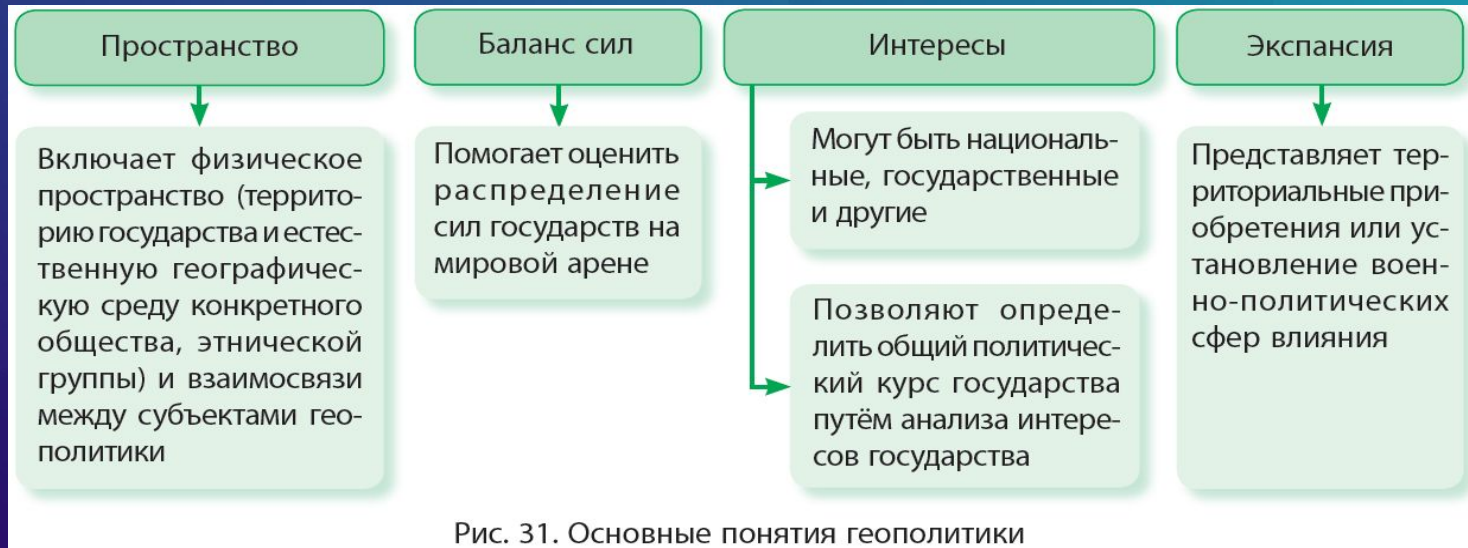 Пространство
Включает физическое
пространство (террито-
рию государства и естес-
твенную географичес-
кую среду конкретного
общества, этнической
группы) и взаимосвязи
между субъектами гео-
политики
Баланс сил
Помогает оценить
распределение
сил государств на
мировой арене
Интересы
Могут быть националь-
ные, государственные
и другие
Позволяют опреде-
лить общий политичес-
кий курс государства
путём анализа интере-
сов государства
Экспансия
Представляет тер-
риториальные при-
обретения или ус-
тановление воен-
но-политических
сфер влияния
Рис. 31. Основные понятия геополитики